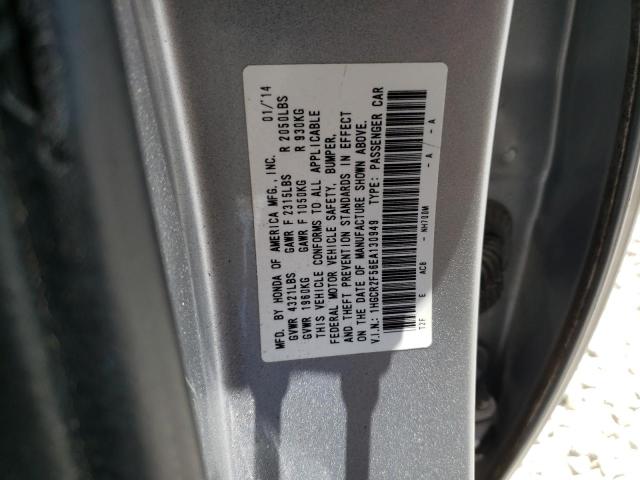 MFD. BY HONDA OF AMERICA MFG., INC. 01/'14
GVWR 4321LBS GAWR F 2315LBS R 2050LBS
GVWR 1960KG GAWR F 1050KG R 930KG
THIS VEHICLE CONFORMS TO ALL APPLICABLE
FEDERAL MOTOR VEHICLE SAFETY, BUMPER,
AND THEFT PREVENTION STANDARDS IN EFFECT
ON THE DATE OF MANUFACTURE SHOWN ABOVE.
V.I.N.: 1HGCR2F56EA130949 TYPE: PASSENGER CAR
T2F E ACB - NH700M - A - A